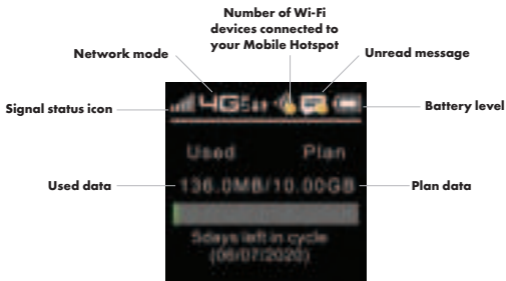 Number of Wi-Fi
devices connected to
your Mobile Hotspot
Network mode
Unread message
Signal status icon
4G
Battery level
Used Plan
Used data
136.0MB/10.00GB
Plan data
5days left in cycle
(06/07/2020)